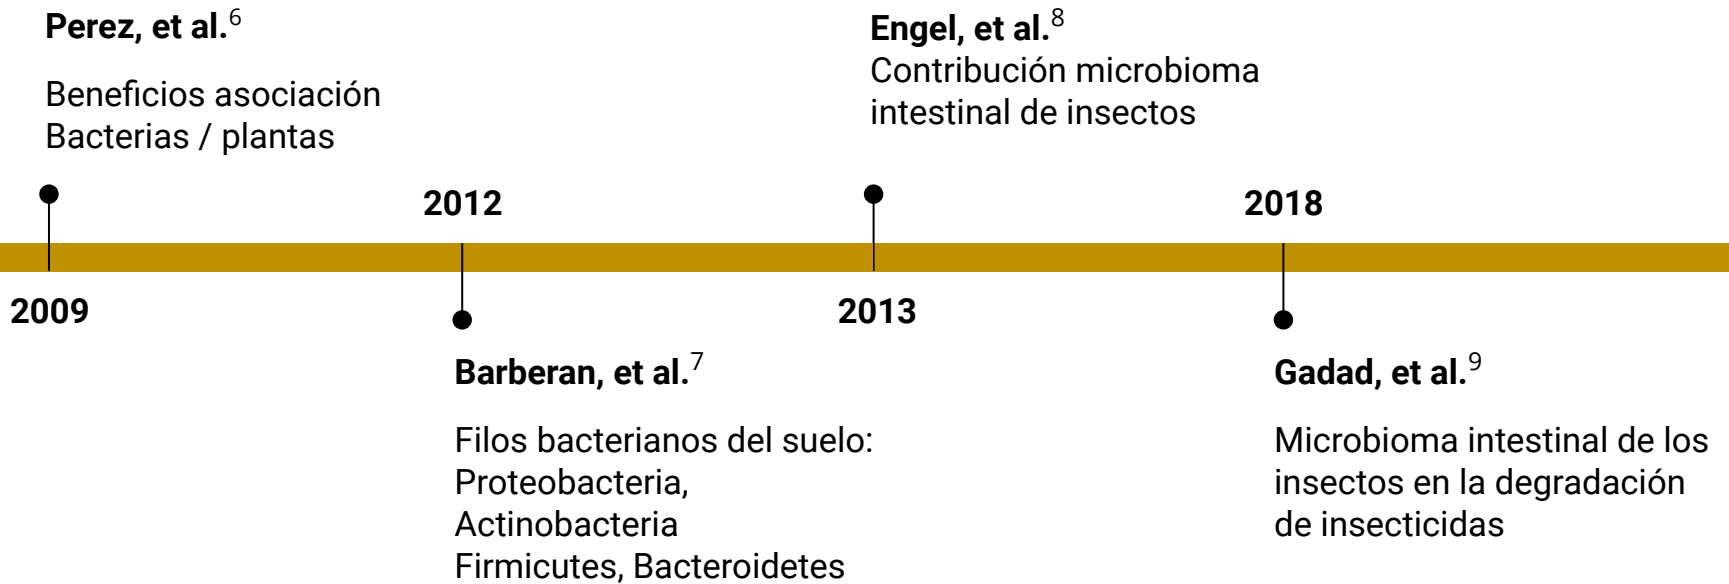 Perez, et al.⁶
Beneficios asociación
Bacterias / plantas
2009
2012
Barberan, et al.⁷
Filos bacterianos del suelo:
Proteobacteria,
Actinobacteria
Firmicutes, Bacteroidetes
Engel, et al.⁸
Contribución microbioma
intestinal de insectos
2013
2018
Gadad, et al.⁹
Microbioma intestinal de los
insectos en la degradación
de insecticidas